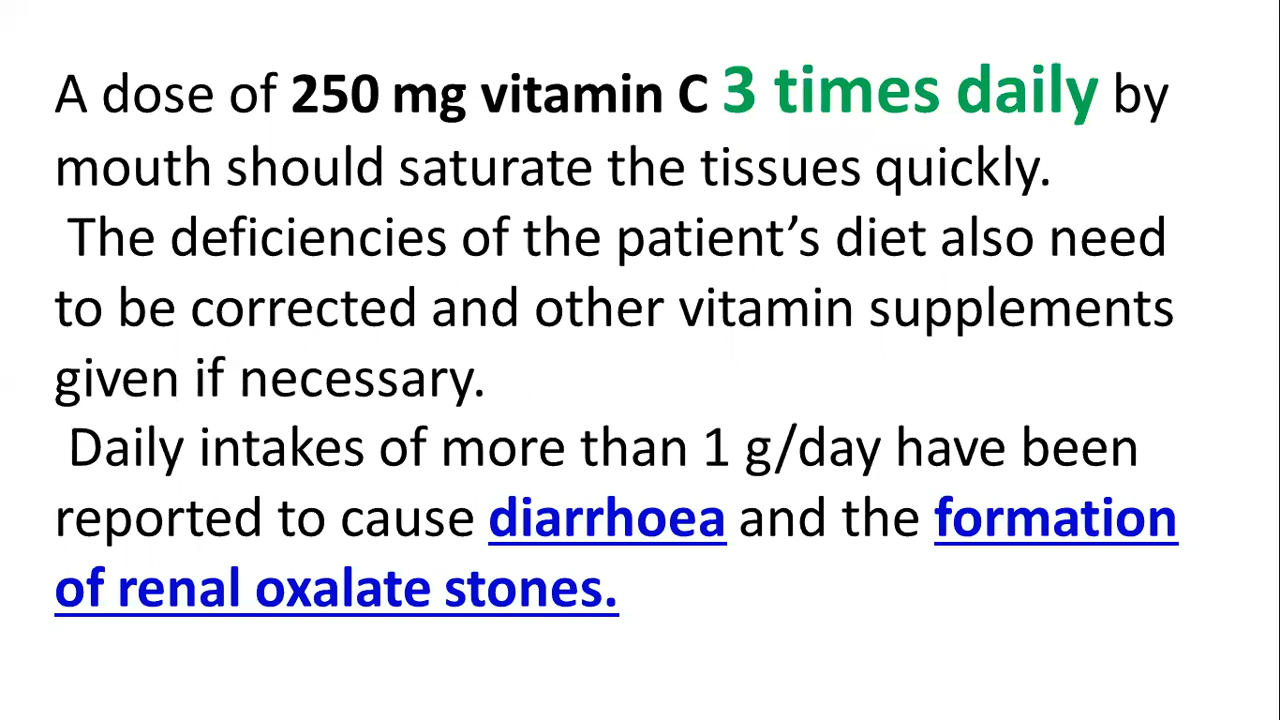 A dose of 250 mg vitamin C 3 times daily by
mouth should saturate the tissues quickly.
The deficiencies of the patient’s diet also need
to be corrected and other vitamin supplements
given if necessary.
Daily intakes of more than 1 g/day have been
reported to cause diarrhoea and the formation
of renal oxalate stones.